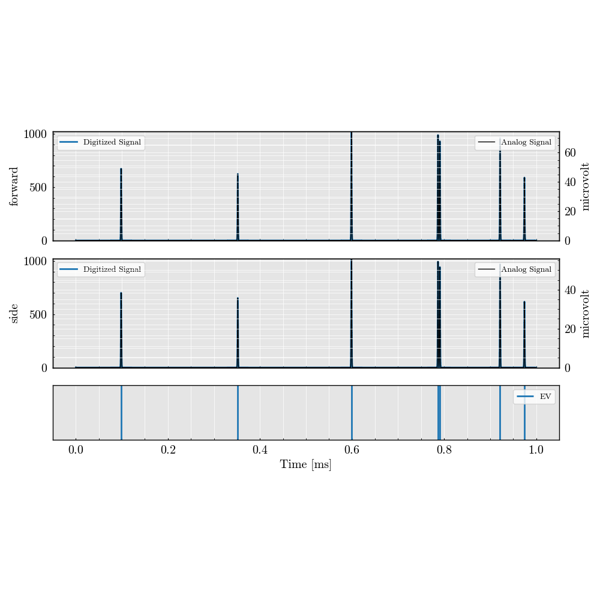 1000
500
0
forward
Digitized Signal
Analog Signal
60
40
20
0
microvolt
1000
500
0
side
Digitized Signal
Analog Signal
40
20
0
microvolt
EV
0.0 0.2 0.4 0.6 0.8 1.0
Time [ms]